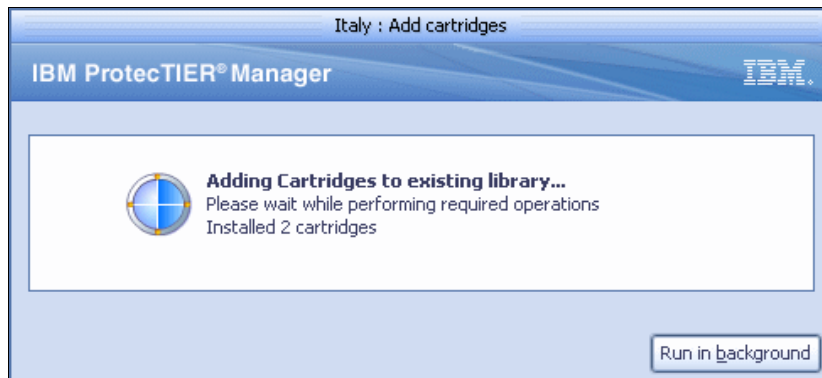 Italy : Add cartridges
IBM ProtecTIER® Manager
IBM.
Adding Cartridges to existing library...
Please wait while performing required operations
Installed 2 cartridges
Run in background